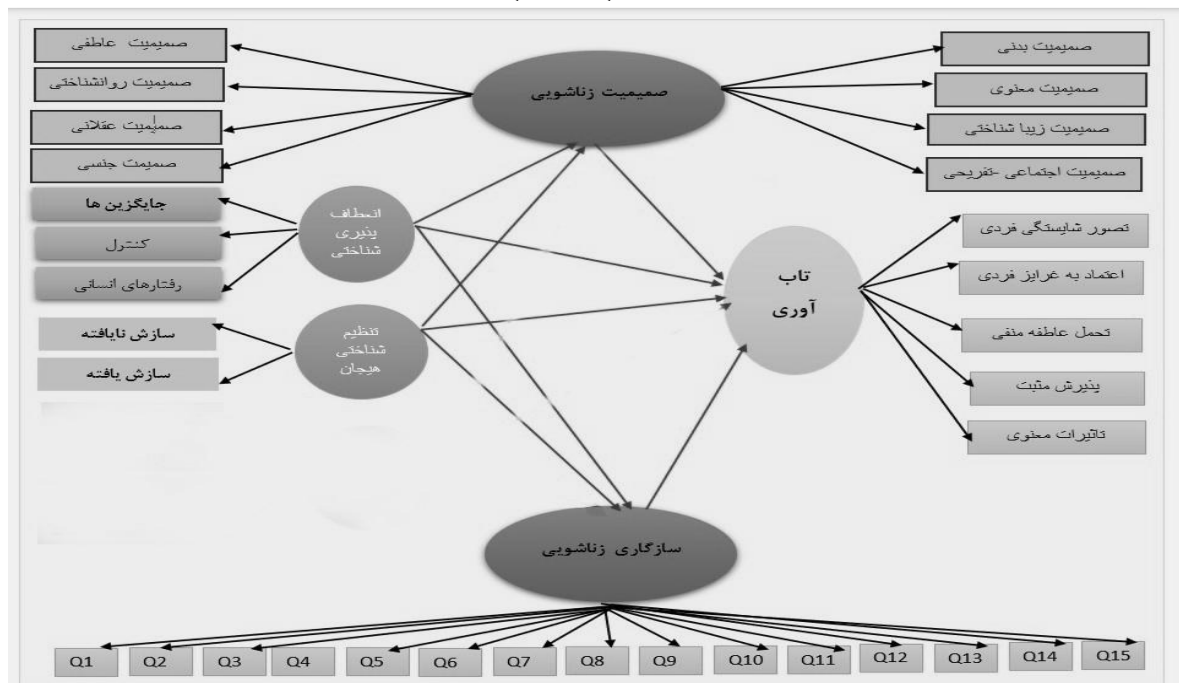 صمیمیت عاطفی
صمیمیت روانشناختی
صمیمیت عقلانی
صمیمت جنسی
صمیمیت زناشویی
صمیمیت بدنی
صمیمیت معنوی
صمیمیت زیبا شناختی
صمیمیت اجتماعی -تفریحی
جایگزین ها
کنترل
رفتارهای انسانی
انعطاف
پذیری
شناختی
سازش نایافته
سازش یافته
تنظیم
شناختی
هیجان
تاب
آوری
تصور شایستگی فردی
اعتماد به غرایز فردی
تحمل عاطفه منفی
پذیرش مثبت
تاثیرات معنوی
سازگاری زناشویی
Q1 Q2 Q3 Q4 Q5 Q6 Q7 Q8 Q9 Q10 Q11 Q12 Q13 Q14 Q15